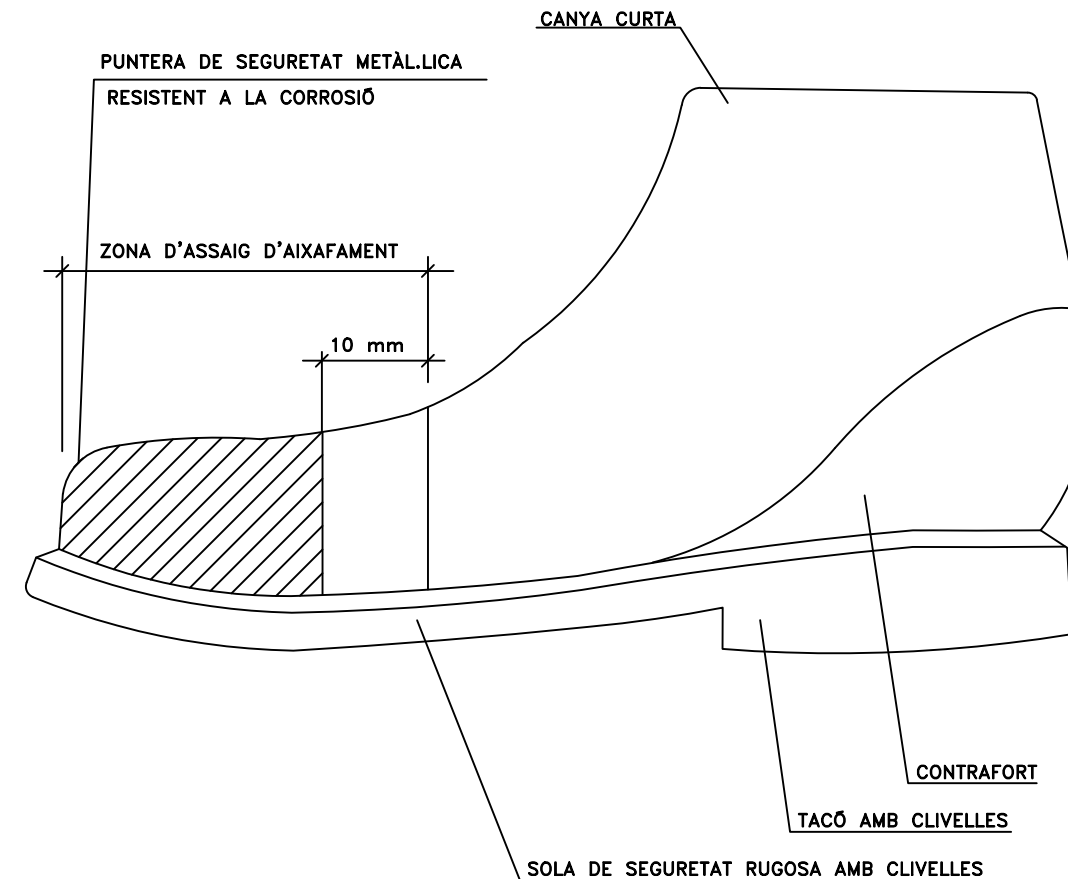 CANYA CURTA
PUNTERA DE SEGURETAT METÀL.LICA
RESISTENT A LA CORROSIÓ
ZONA D'ASSAIG D'AIXAFAMENT
10 mm
CONTRAFORT
TACÓ AMB CLIVELLES
SOLA DE SEGURETAT RUGOSA AMB CLIVELLES